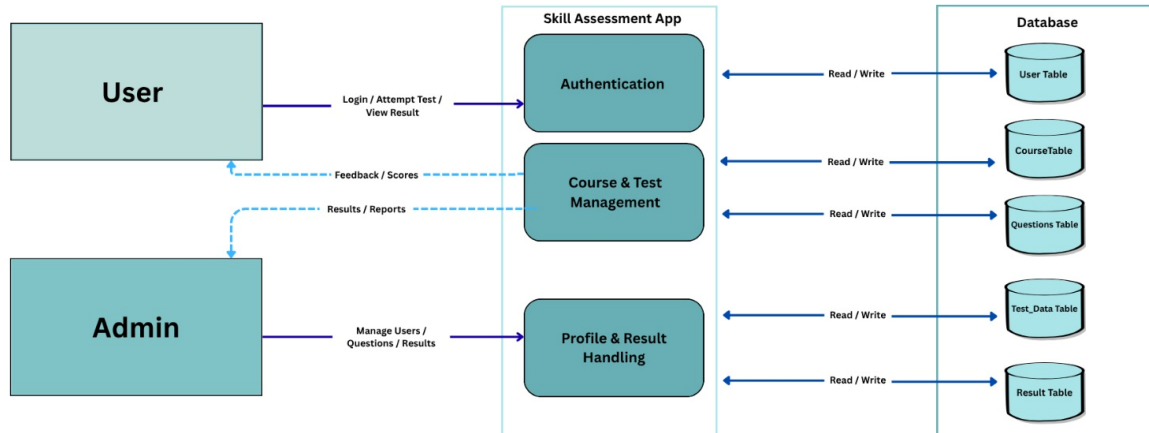 Skill Assessment App
Database
User
Authentication
Login / Attempt Test /
View Result
Read / Write
User Table
Feedback / Scores
Course & Test
Management
Read / Write
CourseTable
Results / Reports
Read / Write
Questions Table
Admin
Manage Users /
Questions / Results
Profile & Result
Handling
Read / Write
Test_Data Table
Read / Write
Result Table